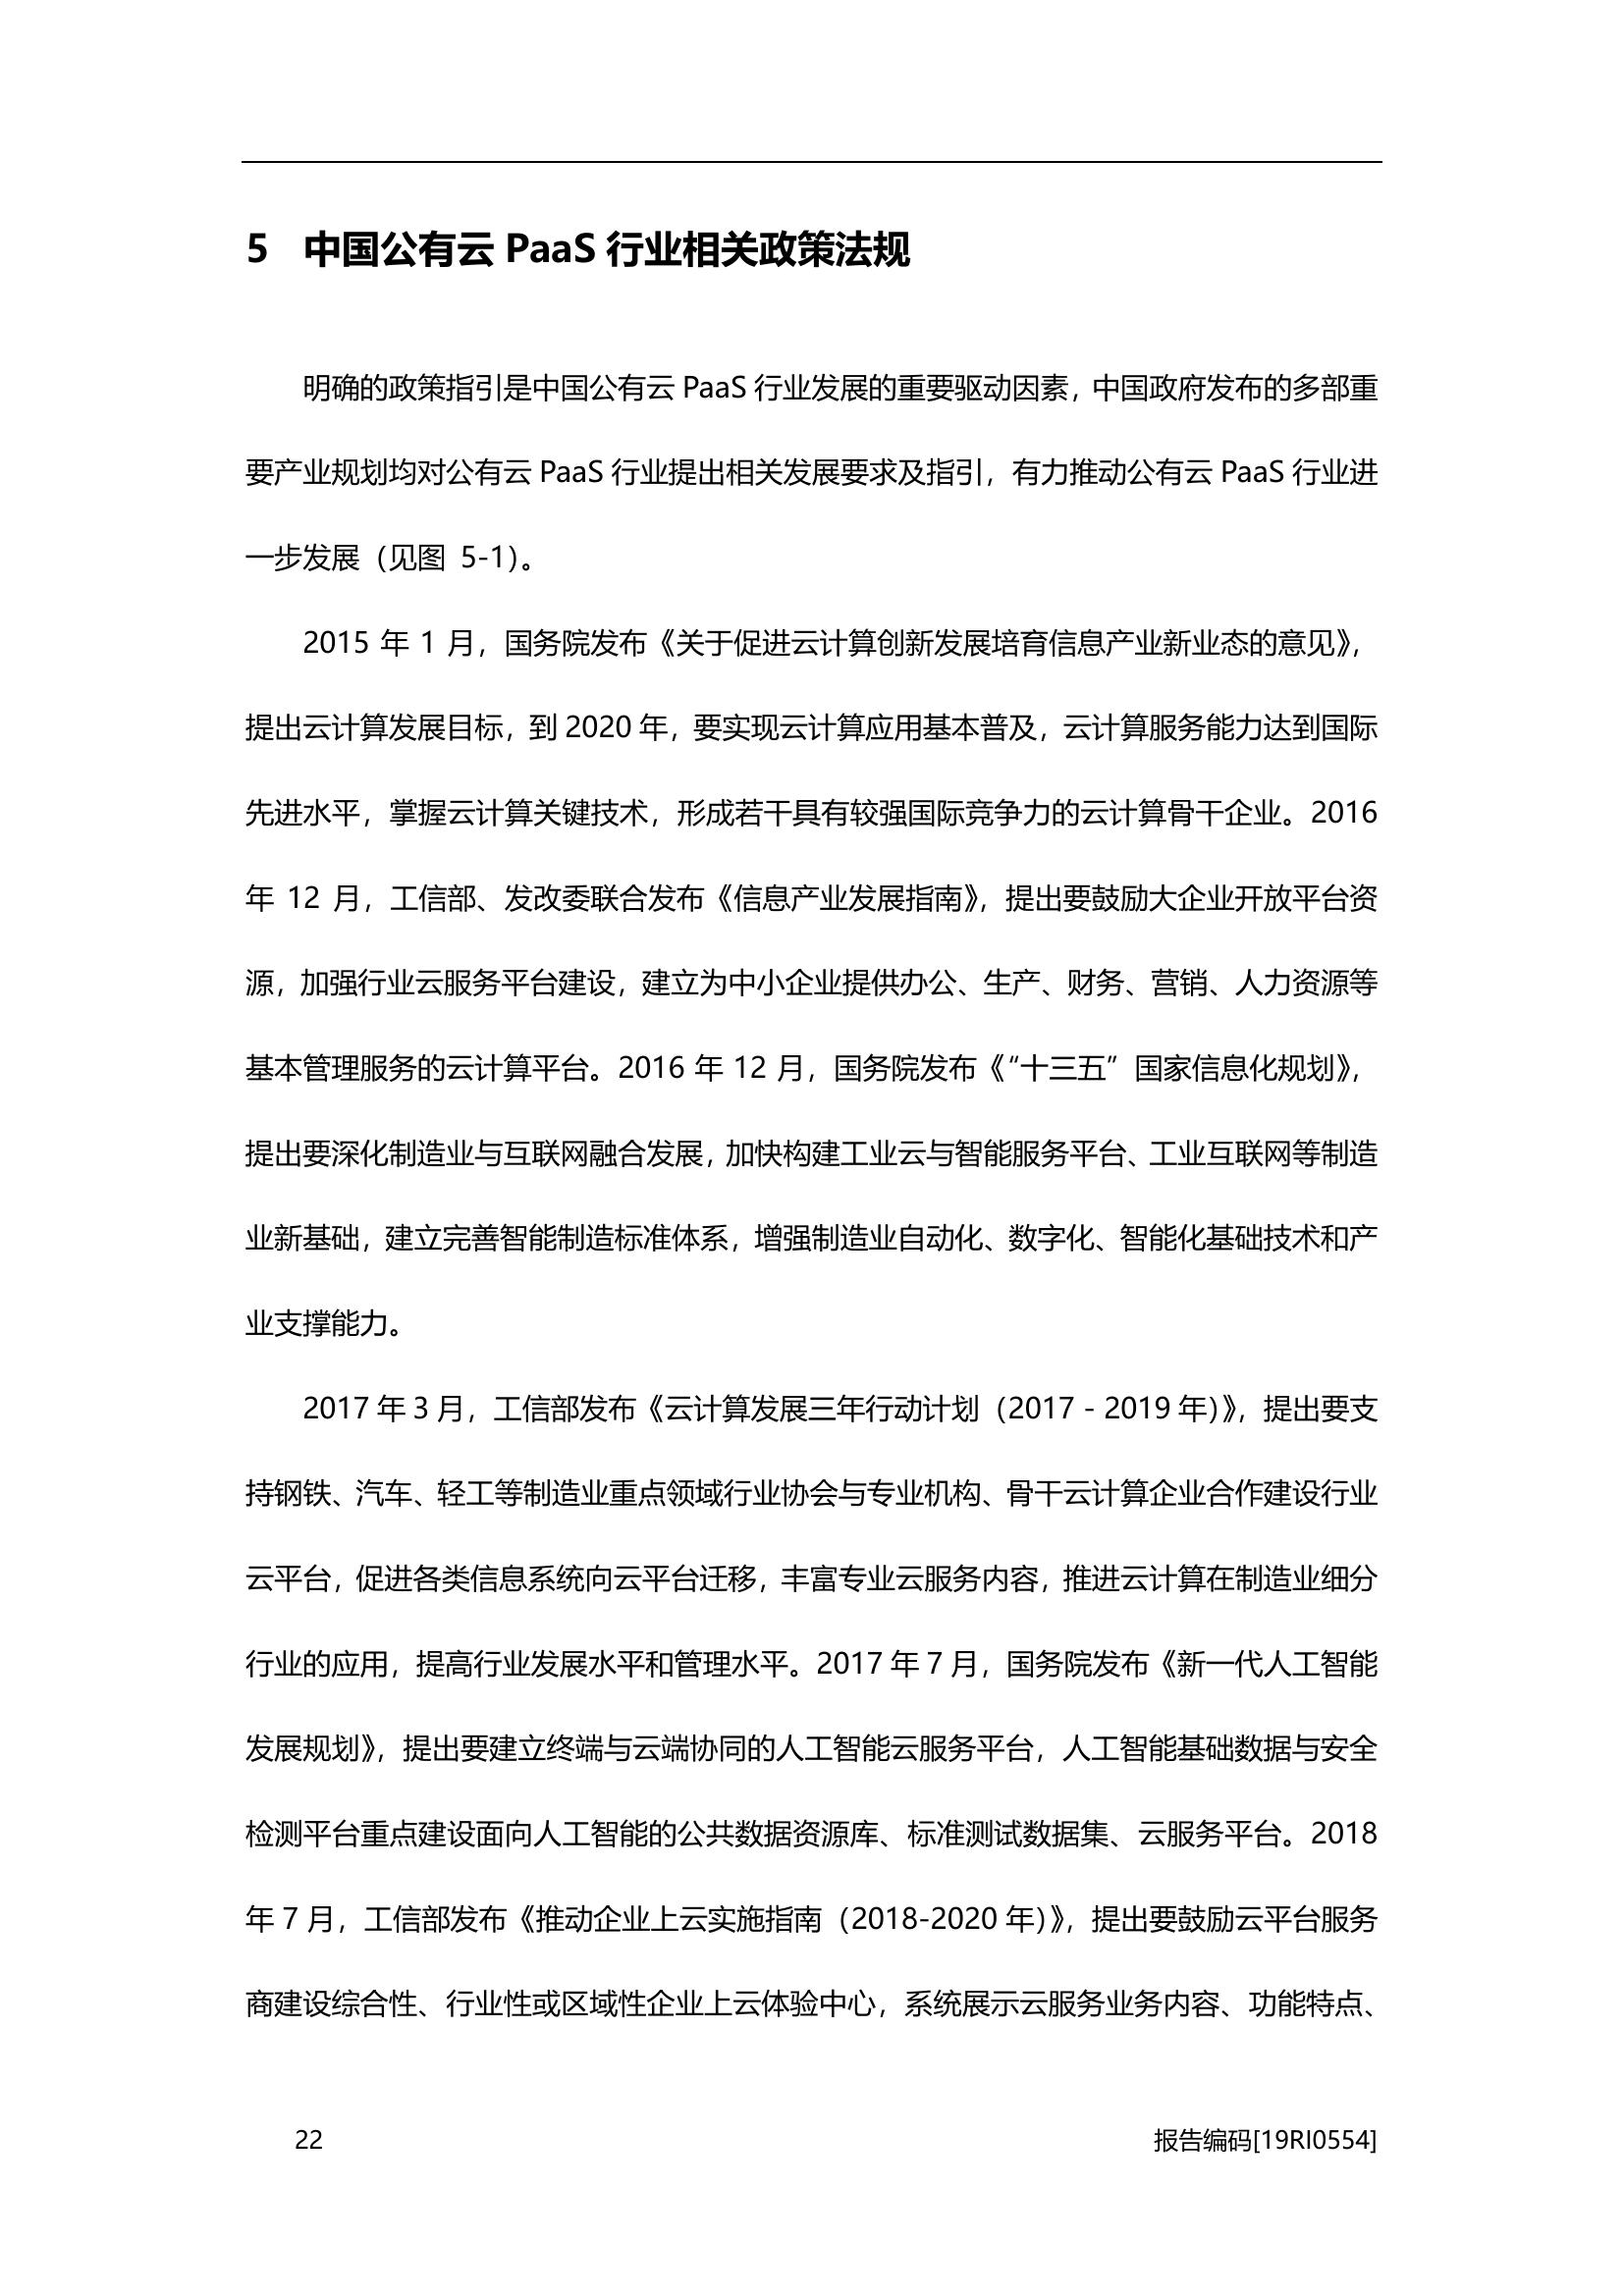 5 中国公有云 PaaS 行业相关政策法规
明确的政策指引是中国公有云 PaaS 行业发展的重要驱动因素，中国政府发布的多部重
要产业规划均对公有云 PaaS 行业提出相关发展要求及指引，有力推动公有云 PaaS 行业进
一步发展（见图 5-1）。
2015 年 1 月，国务院发布《关于促进云计算创新发展培育信息产业新业态的意见》，
提出云计算发展目标，到 2020 年，要实现云计算应用基本普及，云计算服务能力达到国际
先进水平，掌握云计算关键技术，形成若干具有较强国际竞争力的云计算骨干企业。2016
年 12 月，工信部、发改委联合发布《信息产业发展指南》，提出要鼓励大企业开放平台资
源，加强行业云服务平台建设，建立为中小企业提供办公、生产、财务、营销、人力资源等
基本管理服务的云计算平台。2016 年 12 月，国务院发布《“十三五”国家信息化规划》，
提出要深化制造业与互联网融合发展，加快构建工业云与智能服务平台、工业互联网等制造
业新基础，建立完善智能制造标准体系，增强制造业自动化、数字化、智能化基础技术和产
业支撑能力。
2017 年 3 月，工信部发布《云计算发展三年行动计划（2017 - 2019 年）》，提出要支
持钢铁、汽车、轻工等制造业重点领域行业协会与专业机构、骨干云计算企业合作建设行业
云平台，促进各类信息系统向云平台迁移，丰富专业云服务内容，推进云计算在制造业细分
行业的应用，提高行业发展水平和管理水平。2017 年 7 月，国务院发布《新一代人工智能
发展规划》，提出要建立终端与云端协同的人工智能云服务平台，人工智能基础数据与安全
检测平台重点建设面向人工智能的公共数据资源库、标准测试数据集、云服务平台。2018
年 7 月，工信部发布《推动企业上云实施指南（2018-2020 年）》，提出要鼓励云平台服务
商建设综合性、行业性或区域性企业上云体验中心，系统展示云服务业务内容、功能特点、
22 报告编码[19RI0554]